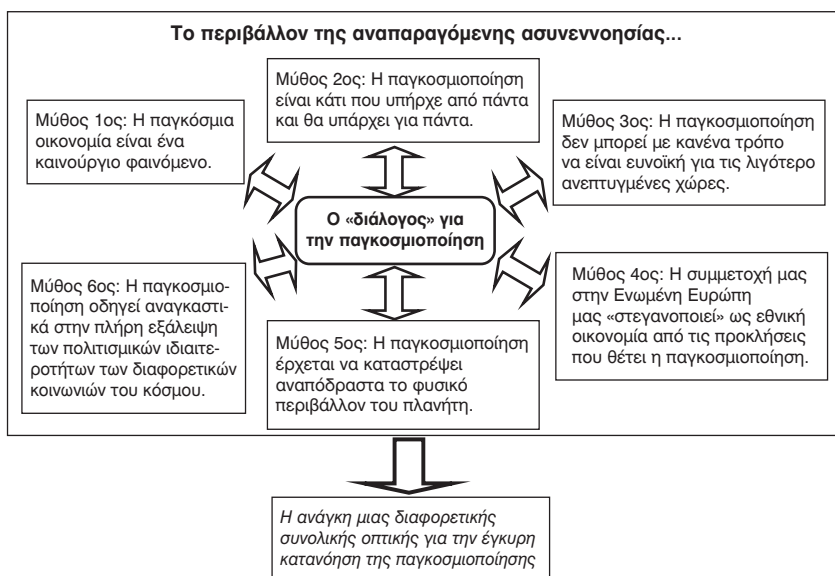 Το περιβάλλον της αναπαραγόμενης ασυνεννοησίας...
Μύθος 1ος: Η παγκόσμια
οικονομία είναι ένα
καινούργιο φαινόμενο.
Μύθος 2ος: Η παγκοσμιοποίηση
είναι κάτι που υπήρχε από πάντα
και θα υπάρχει για πάντα.
Μύθος 3ος: Η παγκοσμιοποίηση
δεν μπορεί με κανένα τρόπο
να είναι ευνοϊκή για τις λιγότερο
ανεπτυγμένες χώρες.
Ο «διάλογος» για
την παγκοσμιοποίηση
Μύθος 6ος: Η παγκοσμιο-
ποίηση οδηγεί αναγκαστι-
κά στην πλήρη εξάλειψη
των πολιτισμικών ιδιαιτε-
ροτήτων των διαφορετικών
κοινωνιών του κόσμου.
Μύθος 5ος: Η παγκοσμιοποίηση
έρχεται να καταστρέψει
αναπόδραστα το φυσικό
περιβάλλον του πλανήτη.
Μύθος 4ος: Η συμμετοχή μας
στην Ενωμένη Ευρώπη
μας «στεγανοποιεί» ως εθνική
οικονομία από τις προκλήσεις
που θέτει η παγκοσμιοποίηση.
Η ανάγκη μιας διαφορετικής
συνολικής οπτικής για την έγκυρη
κατανόηση της παγκοσμιοποίησης